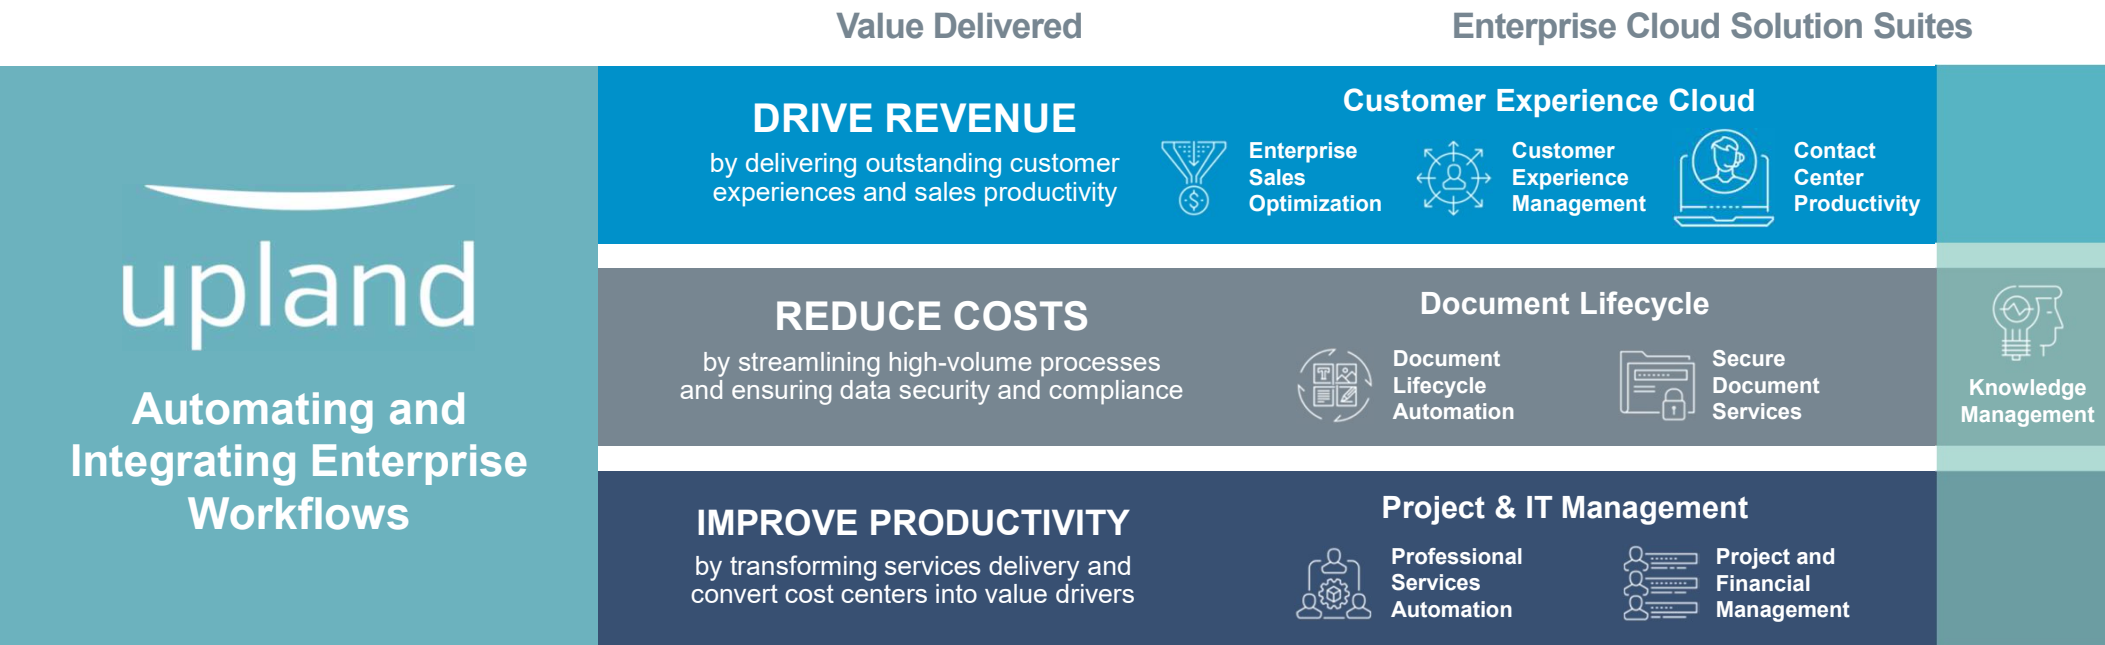 Value Delivered
Enterprise Cloud Solution Suites
upland
Automating and
Integrating Enterprise
Workflows
DRIVE REVENUE
by delivering outstanding customer
experiences and sales productivity
Customer Experience Cloud
Enterprise
Sales
Optimization
Customer
Experience
Management
Contact
Center
Productivity
REDUCE COSTS
by streamlining high-volume processes
and ensuring data security and compliance
Document Lifecycle
Document
Lifecycle
Automation
Secure
Document
Services
Knowledge
Management
IMPROVE PRODUCTIVITY
by transforming services delivery and
convert cost centers into value drivers
Project & IT Management
Professional
Services
Automation
Project and
Financial
Management